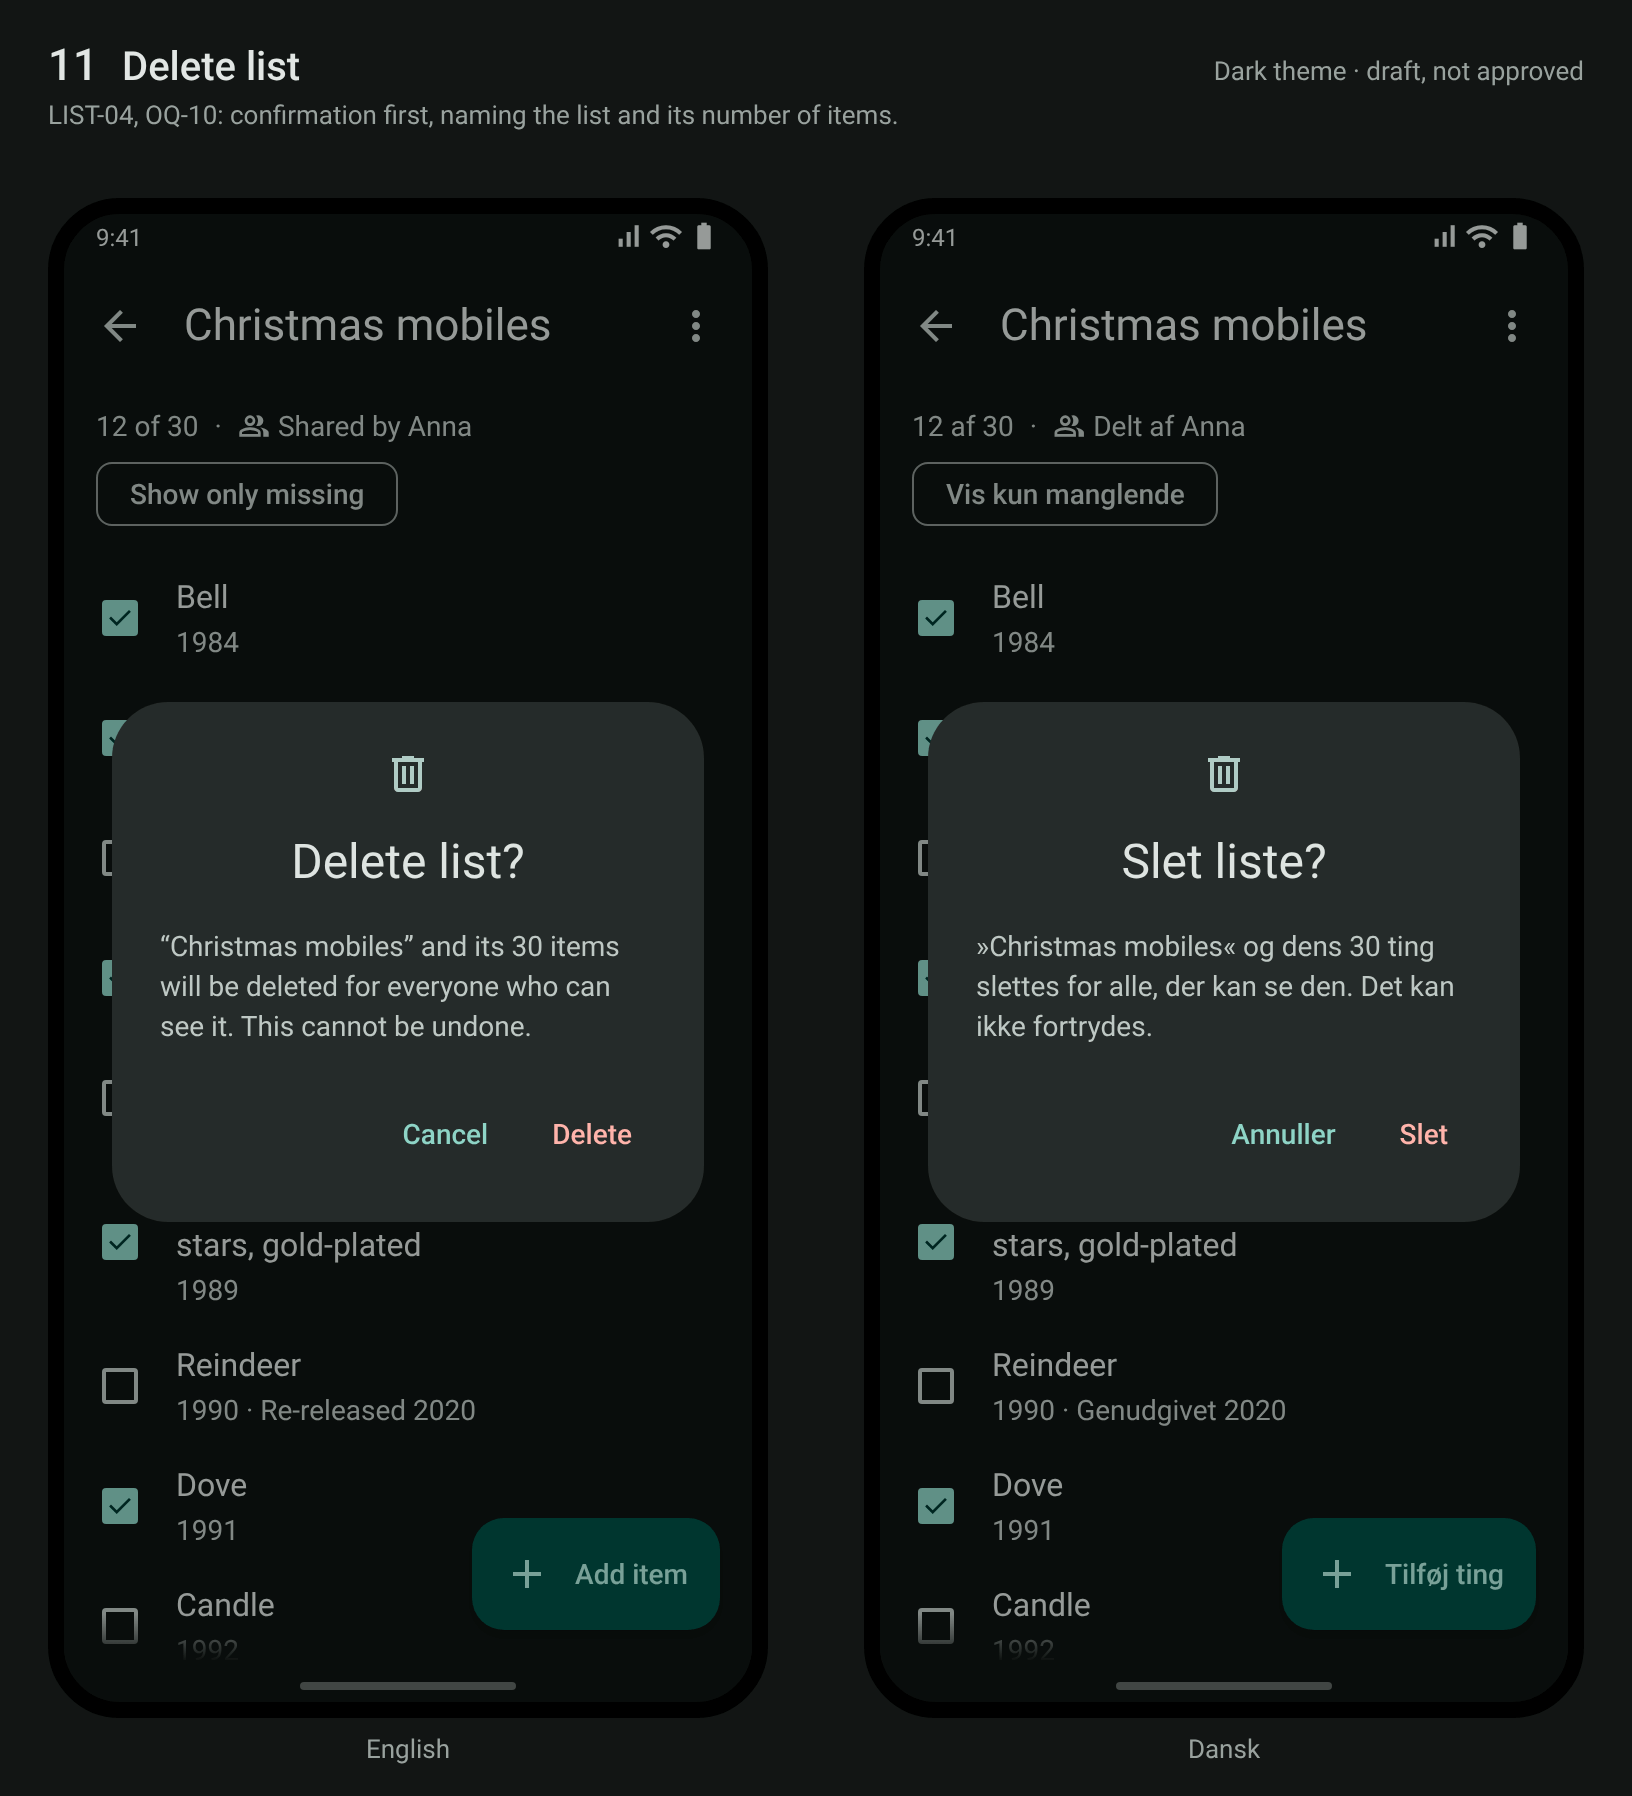 11 Delete list
Dark theme · draft, not approved
LIST-04, OQ-10: confirmation first, naming the list and its number of items.
9:41
Christmas mobiles
12 of 30 · Shared by Anna
Show only missing
Bell
1984
Delete list?
“Christmas mobiles” and its 30 items
will be deleted for everyone who can
see it. This cannot be undone.
Cancel Delete
stars, gold-plated
1989
Reindeer
1990 · Re-released 2020
Dove
1991
Add item
Candle
1992
English
9:41
Christmas mobiles
12 af 30 · Delt af Anna
Vis kun manglende
Bell
1984
Slet liste?
»Christmas mobiles« og dens 30 ting
slettes for alle, der kan se den. Det kan
ikke fortrydes.
Annuller Slet
stars, gold-plated
1989
Reindeer
1990 · Genudgivet 2020
Dove
1991
Tilføj ting
Candle
1992
Dansk